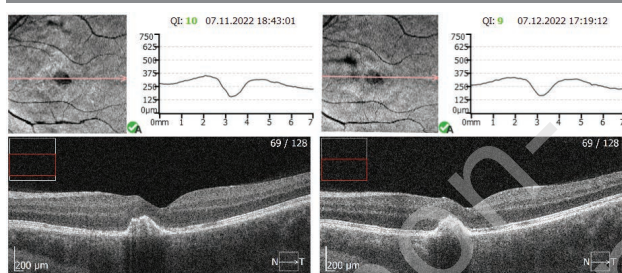 QI: 10 07.11.2022 18:43:01
750
625
500
375
250
125
0µm
0mm 1 2 3 4 5 6 7
A
69 / 128
200 µm
N T
QI: 9 07.12.2022 17:19:12
750
625
500
375
250
125
0µm
0mm 1 2 3 4 5 6 7
A
69 / 128
200 µm
N T
on-